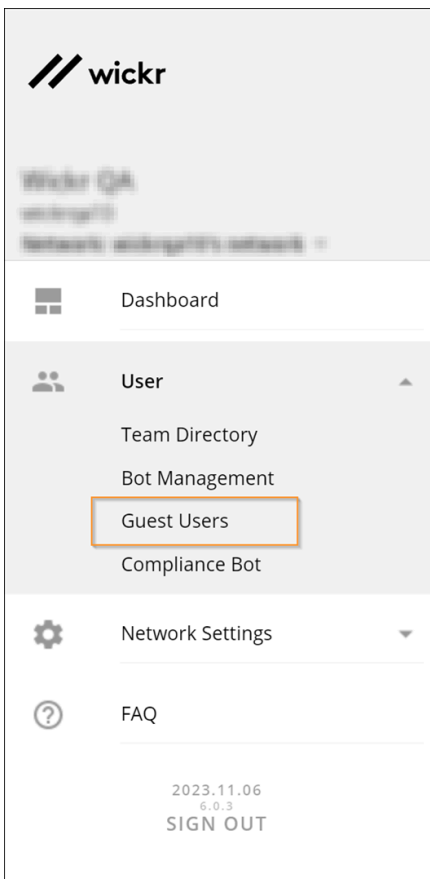 wickr
Dashboard
User
Team Directory
Bot Management
Guest Users
Compliance Bot
Network Settings
FAQ
2023.11.06
6.0.3
SIGN OUT